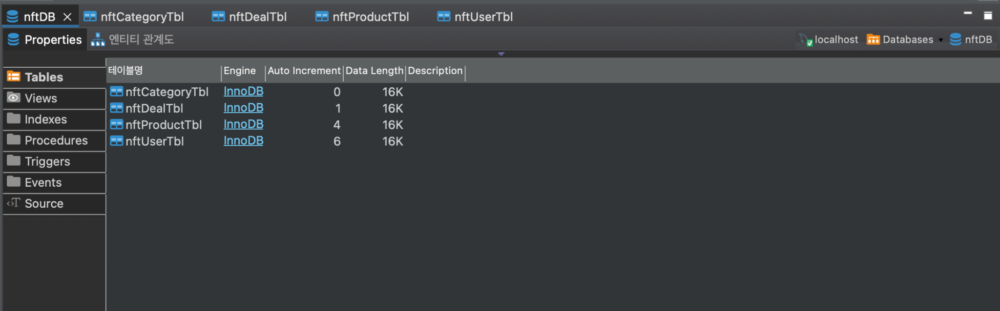 nftDB nftCategoryTbl nftDealTbl nftProductTbl nftUserTbl
Properties 엔티티 관계도 localhost Databases nftDB
테이블명 Engine Auto Increment Data Length Description
Tables
Views
Indexes
Procedures
Triggers
Events
Source
nftCategoryTbl InnoDB 0 16K
nftDealTbl InnoDB 1 16K
nftProductTbl InnoDB 4 16K
nftUserTbl InnoDB 6 16K